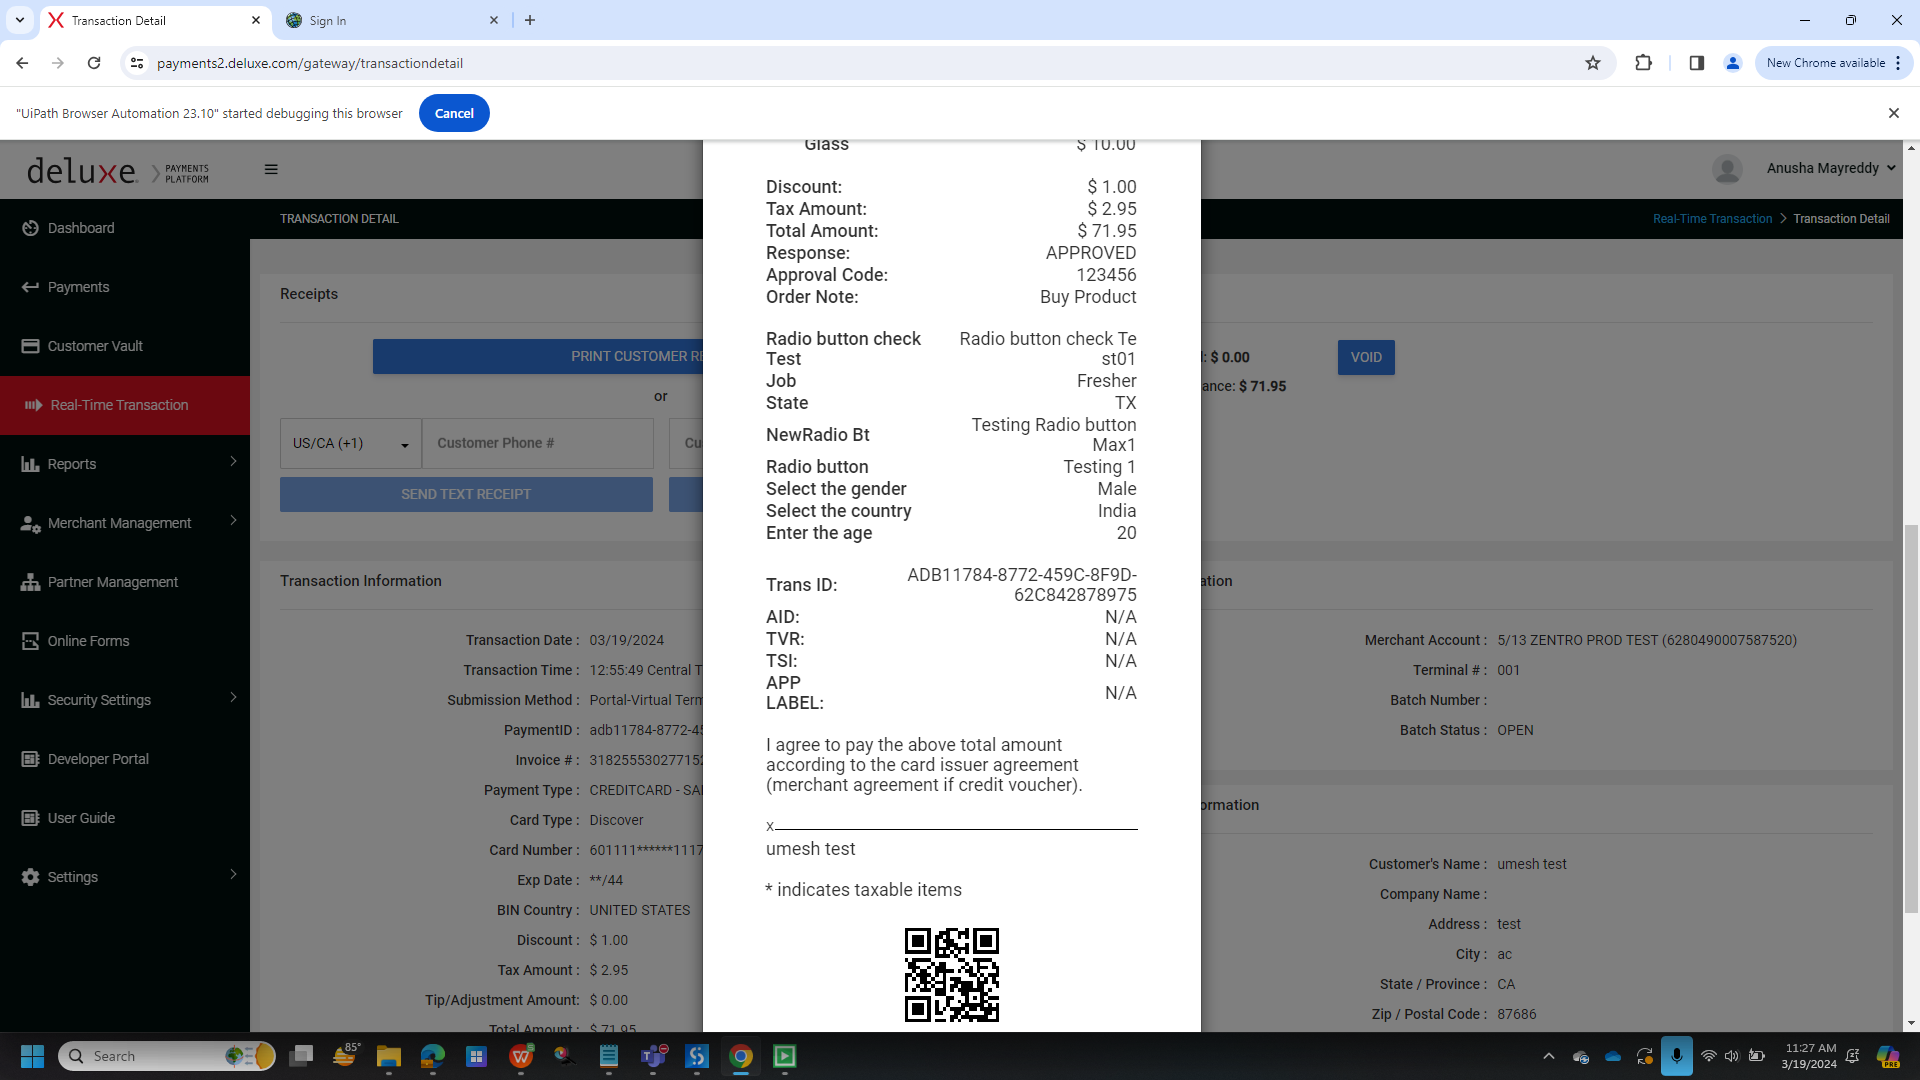 Transaction Detail
Sign In
payments2.deluxe.com/gateway/transactiondetail
New Chrome available
"UiPath Browser Automation 23.10" started debugging this browser
Cancel
deluxe
PAYMENTS
PLATFORM
Anusha Mayreddy
TRANSACTION DETAIL
Real-Time Transaction > Transaction Detail
Dashboard
Payments
Customer Vault
Real-Time Transaction
Reports
Merchant Management
Partner Management
Online Forms
Security Settings
Developer Portal
User Guide
Settings
Receipts
PRINT CUSTOMER RE
or
US/CA (+1)
Customer Phone #
Cu
SEND TEXT RECEIPT
: $ 0.00
VOID
ance: $ 71.95
Glass $ 10.00
Discount: $ 1.00
Tax Amount: $ 2.95
Total Amount: $ 71.95
Response: APPROVED
Approval Code: 123456
Order Note: Buy Product
Radio button check Radio button check Te
Test st01
Job Fresher
State TX
NewRadio Bt Testing Radio button
Max1
Radio button Testing 1
Select the gender Male
Select the country India
Enter the age 20
Trans ID: ADB11784-8772-459C-8F9D-
62C842878975
AID: N/A
TVR: N/A
TSI: N/A
APP
LABEL: N/A
I agree to pay the above total amount
according to the card issuer agreement
(merchant agreement if credit voucher).
x
umesh test
* indicates taxable items
Transaction Information
Transaction Date : 03/19/2024
Transaction Time : 12:55:49 Central T
Submission Method : Portal-Virtual Term
PaymentID : adb11784-8772-45
Invoice # : 318255530277152
Payment Type : CREDITCARD - SA
Card Type : Discover
Card Number : 601111******1117
Exp Date : **/44
BIN Country : UNITED STATES
Discount : $ 1.00
Tax Amount : $ 2.95
Tip/Adjustment Amount: $ 0.00
Total Amount : $ 71.95
ation
Merchant Account : 5/13 ZENTRO PROD TEST (6280490007587520)
Terminal # : 001
Batch Number :
Batch Status : OPEN
ormation
Customer's Name : umesh test
Company Name :
Address : test
City : ac
State / Province : CA
Zip / Postal Code : 87686
Search
85°
11:27 AM
3/19/2024
PRE